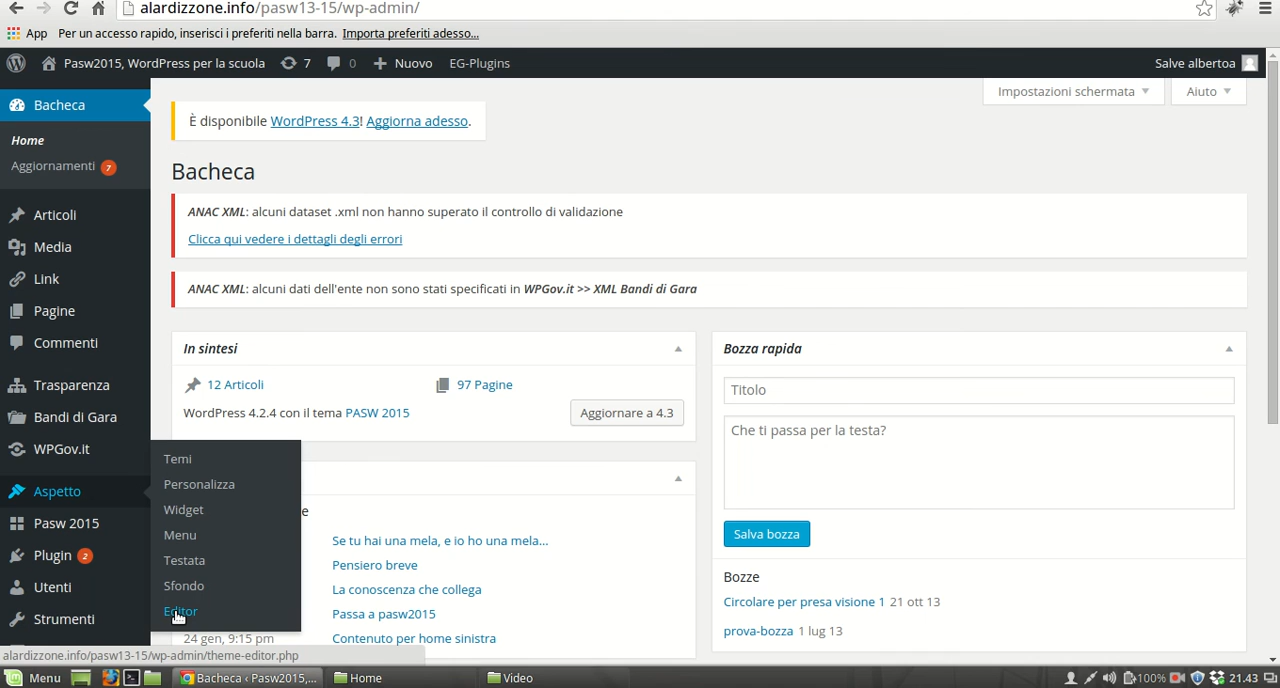 alardizzone.info/pasw13-15/wp-admin/
App Per un accesso rapido, inserisci i preferiti nella barra. Importa preferiti adesso...
Pasw2015, WordPress per la scuola 7 0 Nuovo EG-Plugins Salve albertoa
Bacheca
Home
Aggiornamenti 7
Articoli
Media
Link
Pagine
Commenti
Trasparenza
Bandi di Gara
WPGov.it
Aspetto
Pasw 2015
Plugin 2
Utenti
Strumenti
Temi
Personalizza
Widget
Menu
Testata
Sfondo
Editor
Impostazioni schermata Aiuto
È disponibile WordPress 4.3! Aggiorna adesso.
Bacheca
ANAC XML: alcuni dataset .xml non hanno superato il controllo di validazione
Clicca qui vedere i dettagli degli errori
ANAC XML: alcuni dati dell'ente non sono stati specificati in WPGov.it >> XML Bandi di Gara
In sintesi
12 Articoli 97 Pagine
WordPress 4.2.4 con il tema PASW 2015 Aggiornare a 4.3
e
Se tu hai una mela, e io ho una mela...
Pensiero breve
La conoscenza che collega
Passa a pasw2015
24 gen, 9:15 pm Contenuto per home sinistra
Bozza rapida
Titolo
Che ti passa per la testa?
Salva bozza
Bozze
Circolare per presa visione 1 21 ott 13
prova-bozza 1 lug 13
alardizzone.info/pasw13-15/wp-admin/theme-editor.php
Menu Bacheca ‹ Pasw2015,... Home Video 100% 21.43